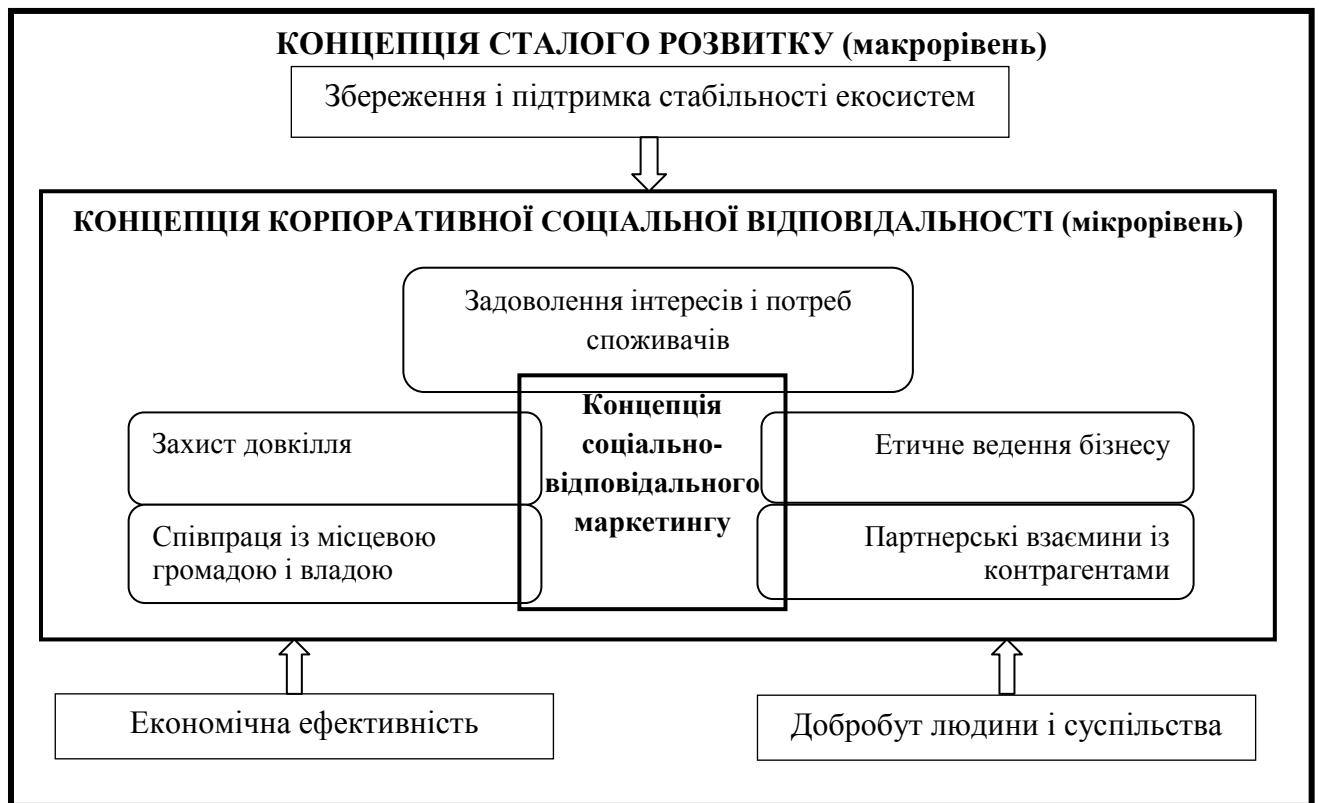 КОНЦЕПЦІЯ СТАЛОГО РОЗВИТКУ (макрорівень)
Збереження і підтримка стабільності екосистем
КОНЦЕПЦІЯ КОРПОРАТИВНОЇ СОЦІАЛЬНОЇ ВІДПОВІДАЛЬНОСТІ (мікрорівень)
Задоволення інтересів і потреб
споживачів
Захист довкілля
Співпраця із місцевою
громадою і владою
Концепція
соціально-
відповідального
маркетингу
Етичне ведення бізнесу
Партнерські взаємини із
контрагентами
Економічна ефективність
Добробут людини і суспільства